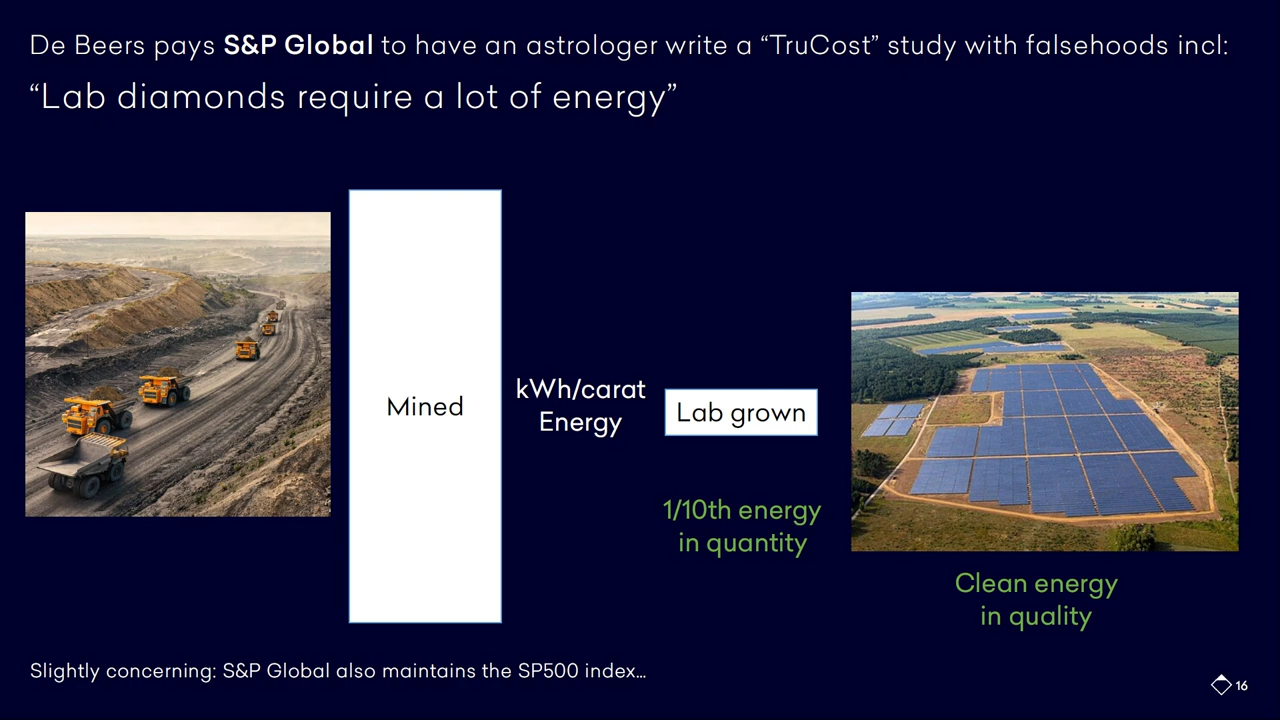 De Beers pays S&P Global to have an astrologer write a “TruCost” study with falsehoods incl:
“Lab diamonds require a lot of energy”
Mined
kWh/carat
Energy
Lab grown
1/10th energy
in quantity
Clean energy
in quality
Slightly concerning: S&P Global also maintains the SP500 index…
16